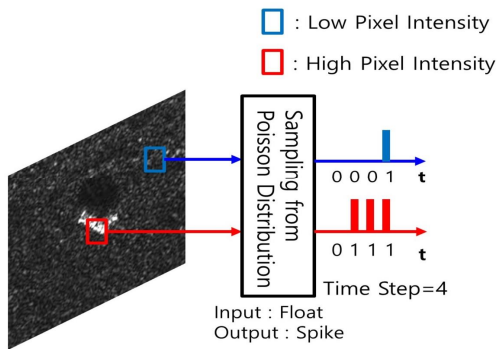 : Low Pixel Intensity
: High Pixel Intensity
Sampling from
Poisson Distribution
0 0 0 1 t
0 1 1 1 t
Time Step=4
Input : Float
Output : Spike